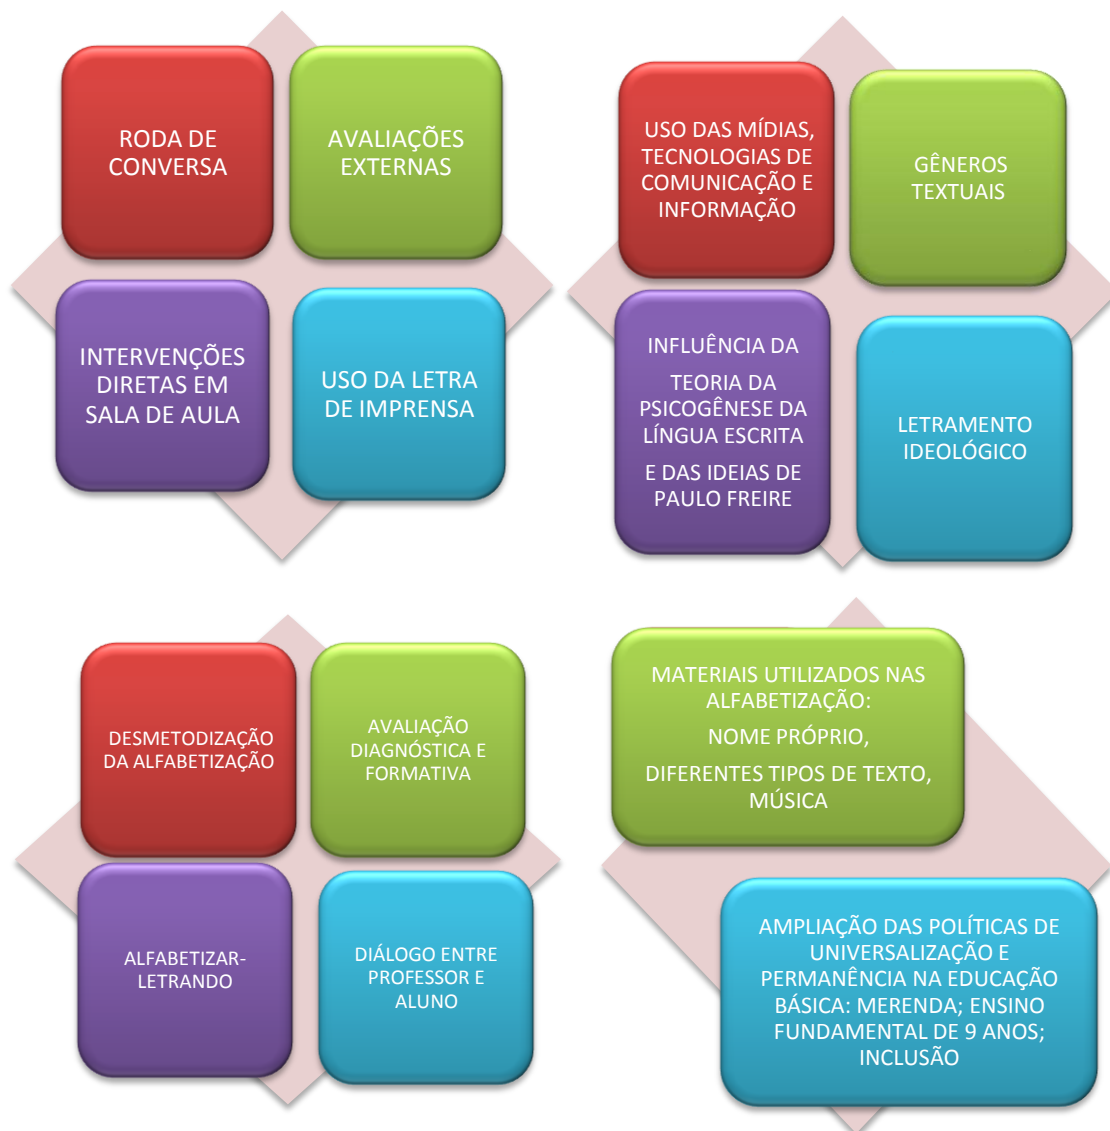 RODA DE
CONVERSA
AVALIAÇÕES
EXTERNAS
INTERVENÇÕES
DIRETAS EM
SALA DE AULA
USO DA LETRA
DE IMPRENSA
USO DAS MÍDIAS,
TECNOLOGIAS DE
COMUNICAÇÃO E
INFORMAÇÃO
GÊNEROS
TEXTUAIS
INFLUÊNCIA DA
TEORIA DA
PSICOGÊNESE DA
LÍNGUA ESCRITA
E DAS IDEIAS DE
PAULO FREIRE
LETRAMENTO
IDEOLÓGICO
DESMETODIZAÇÃO
DA ALFABETIZAÇÃO
AVALIAÇÃO
DIAGNÓSTICA E
FORMATIVA
ALFABETIZAR-
LETRANDO
DIÁLOGO ENTRE
PROFESSOR E
ALUNO
MATERIAIS UTILIZADOS NAS
ALFABETIZAÇÃO:
NOME PRÓPRIO,
DIFERENTES TIPOS DE TEXTO,
MÚSICA
AMPLIAÇÃO DAS POLÍTICAS DE
UNIVERSALIZAÇÃO E
PERMANÊNCIA NA EDUCAÇÃO
BÁSICA: MERENDA; ENSINO
FUNDAMENTAL DE 9 ANOS;
INCLUSÃO